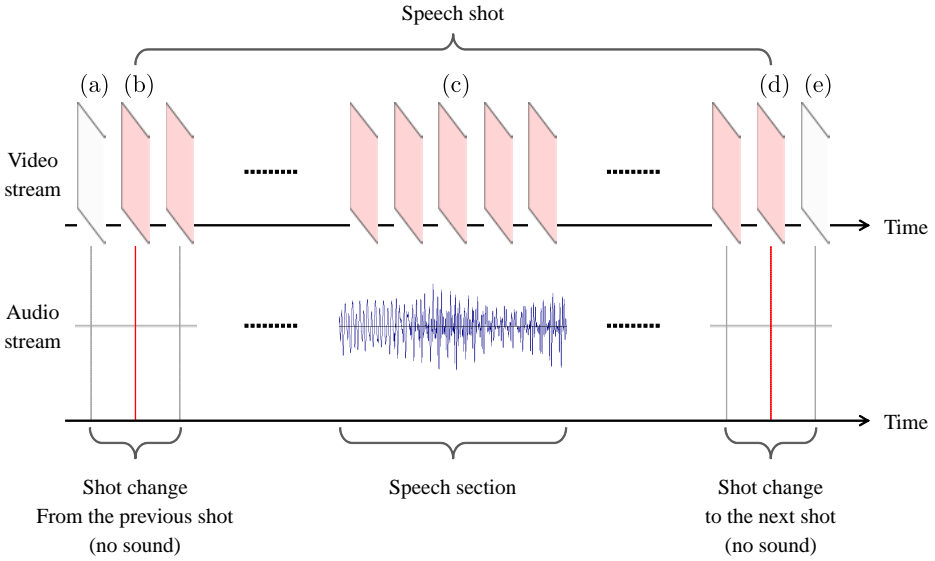 Speech shot
(a) (b) (c) (d) (e)
Video
stream
Time
Audio
stream
Time
Shot change
From the previous shot
(no sound)
Speech section
Shot change
to the next shot
(no sound)